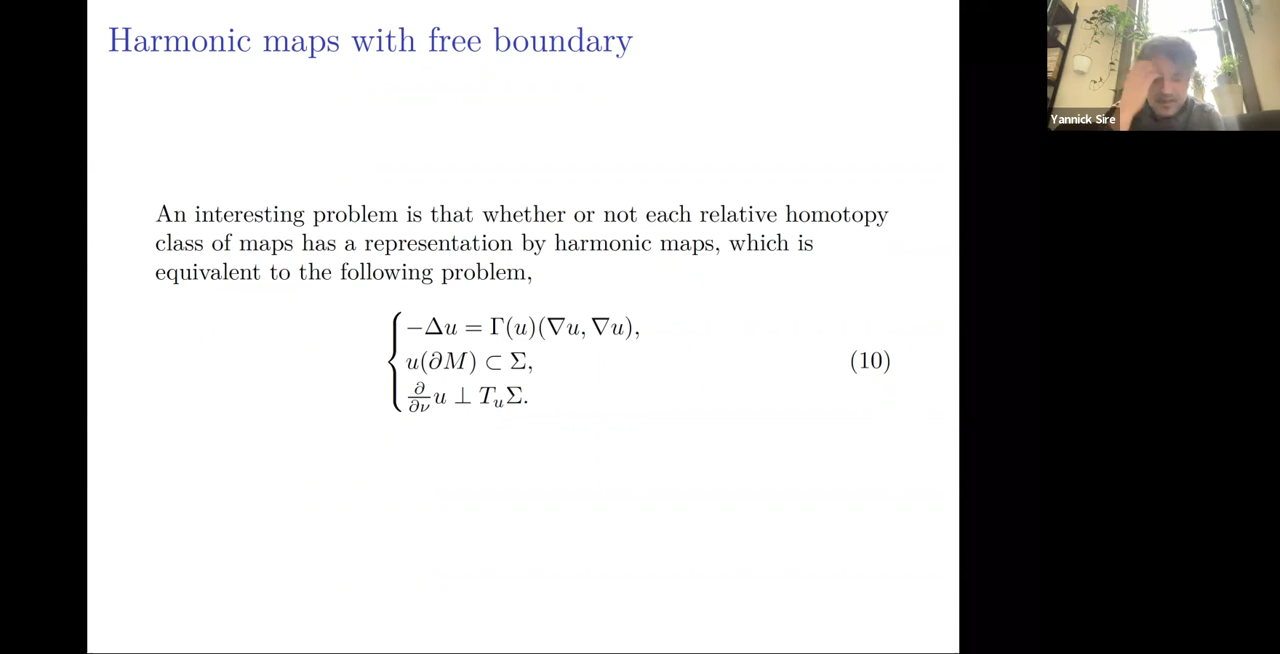 Harmonic maps with free boundary
Yannick Sire
An interesting problem is that whether or not each relative homotopy
class of maps has a representation by harmonic maps, which is
equivalent to the following problem,
−Δu = Γ(u)(∇u, ∇u),
u(∂M) ⊂ Σ,
(10)
∂/∂ν u ⊥ T_uΣ.